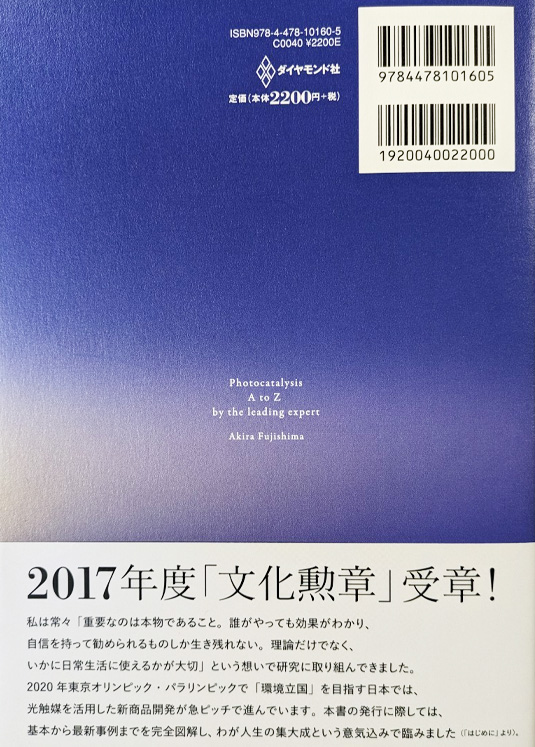 ISBN978-4-478-10160-5
C0040 ¥2200E
ダイヤモンド社
定価(本体2200円+税)
9784478101605
1920040022000
Photocatalysis
A to Z
by the leading expert
Akira Fujishima
2017年度「文化勲章」受章!
私は常々「重要なのは本物であること。誰がやっても効果がわかり、
自信を持って勧められるものしか生き残れない。理論だけでなく、
いかに日常生活に使えるかが大切」という想いで研究に取り組んできました。
2020年東京オリンピック・パラリンピックで「環境立国」を目指す日本では、
光触媒を活用した新商品開発が急ピッチで進んでいます。本書の発行に際しては、
基本から最新事例までを完全図解し、わが人生の集大成という意気込みで臨みました(「はじめに」より)。